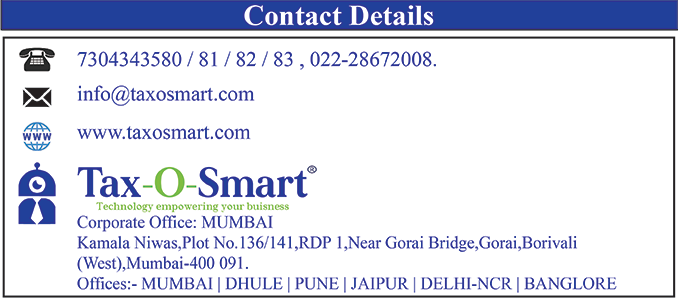 Contact Details
7304343580 / 81 / 82 / 83 , 022-28672008.
info@taxosmart.com
www www.taxosmart.com
Tax-O-Smart®
Technology empowering your buisness
Corporate Office: MUMBAI
Kamala Niwas,Plot No.136/141,RDP 1,Near Gorai Bridge,Gorai,Borivali
(West),Mumbai-400 091.
Offices:- MUMBAI | DHULE | PUNE | JAIPUR | DELHI-NCR | BANGLORE